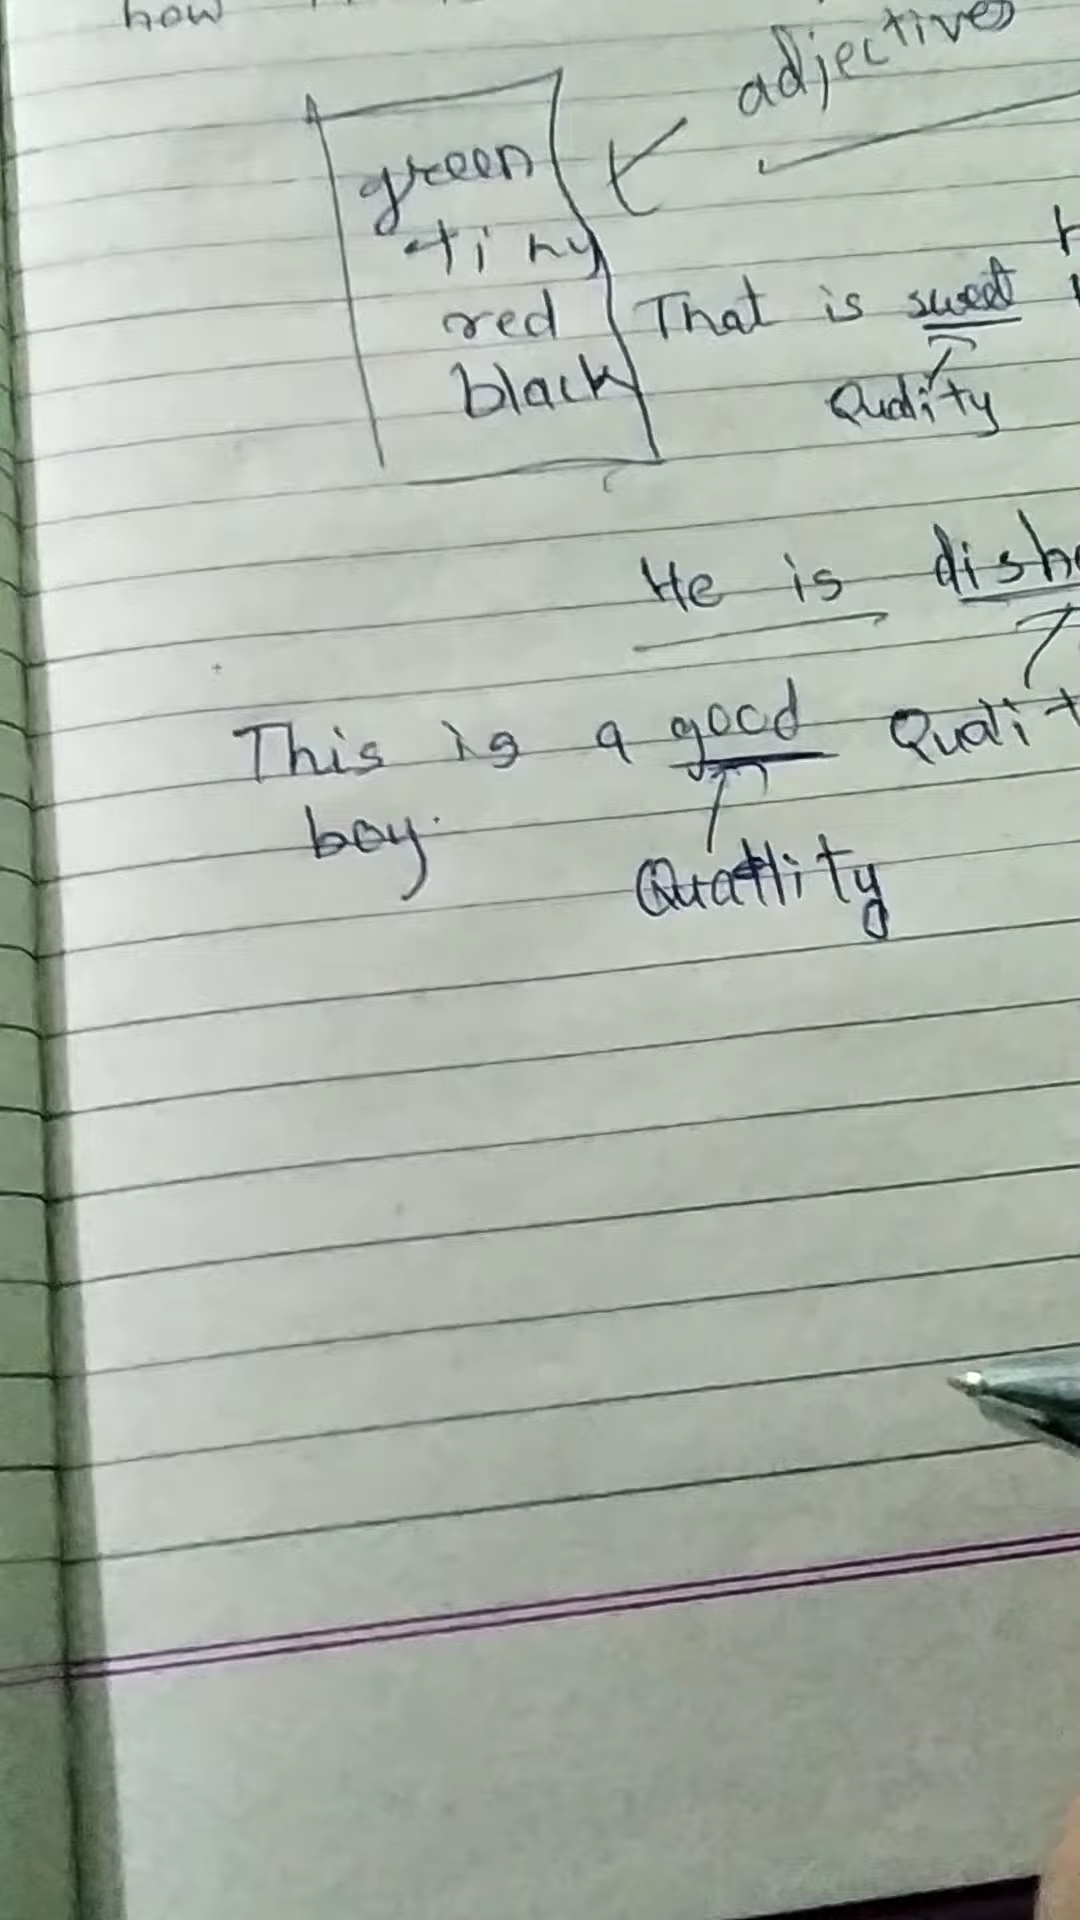 how
adjectives
green
tiny
red
black
That is sweet
Quality
He is
This is a good
boy.
Quality